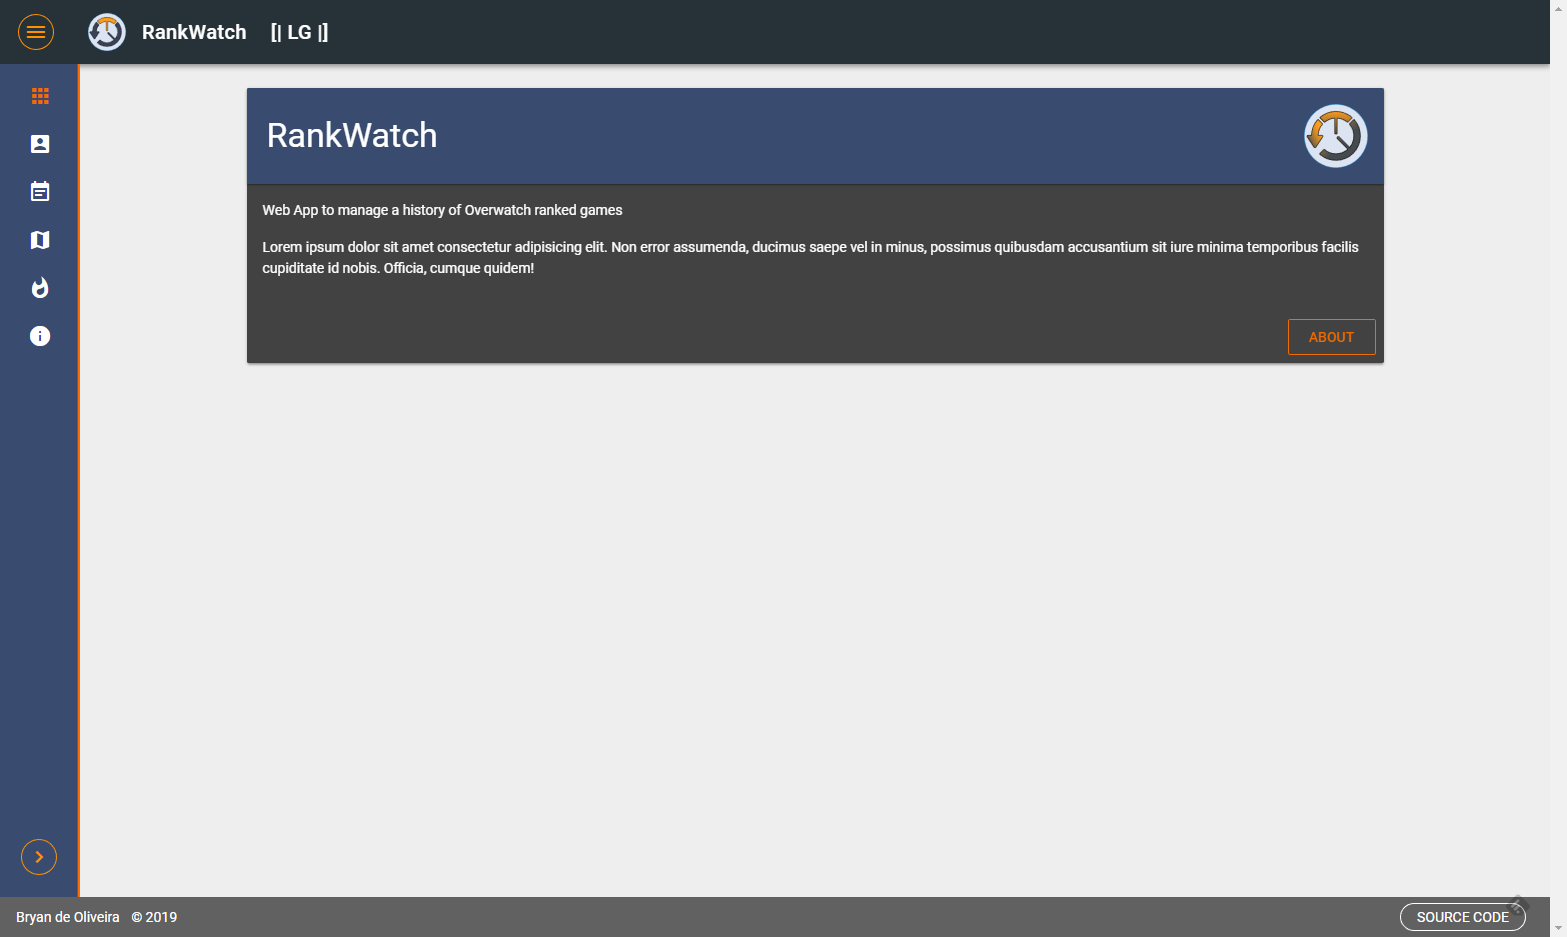 RankWatch [| LG |]
RankWatch
Web App to manage a history of Overwatch ranked games
Lorem ipsum dolor sit amet consectetur adipisicing elit. Non error assumenda, ducimus saepe vel in minus, possimus quibusdam accusantium sit iure minima temporibus facilis
cupiditate id nobis. Officia, cumque quidem!
ABOUT
Bryan de Oliveira © 2019
SOURCE CODE